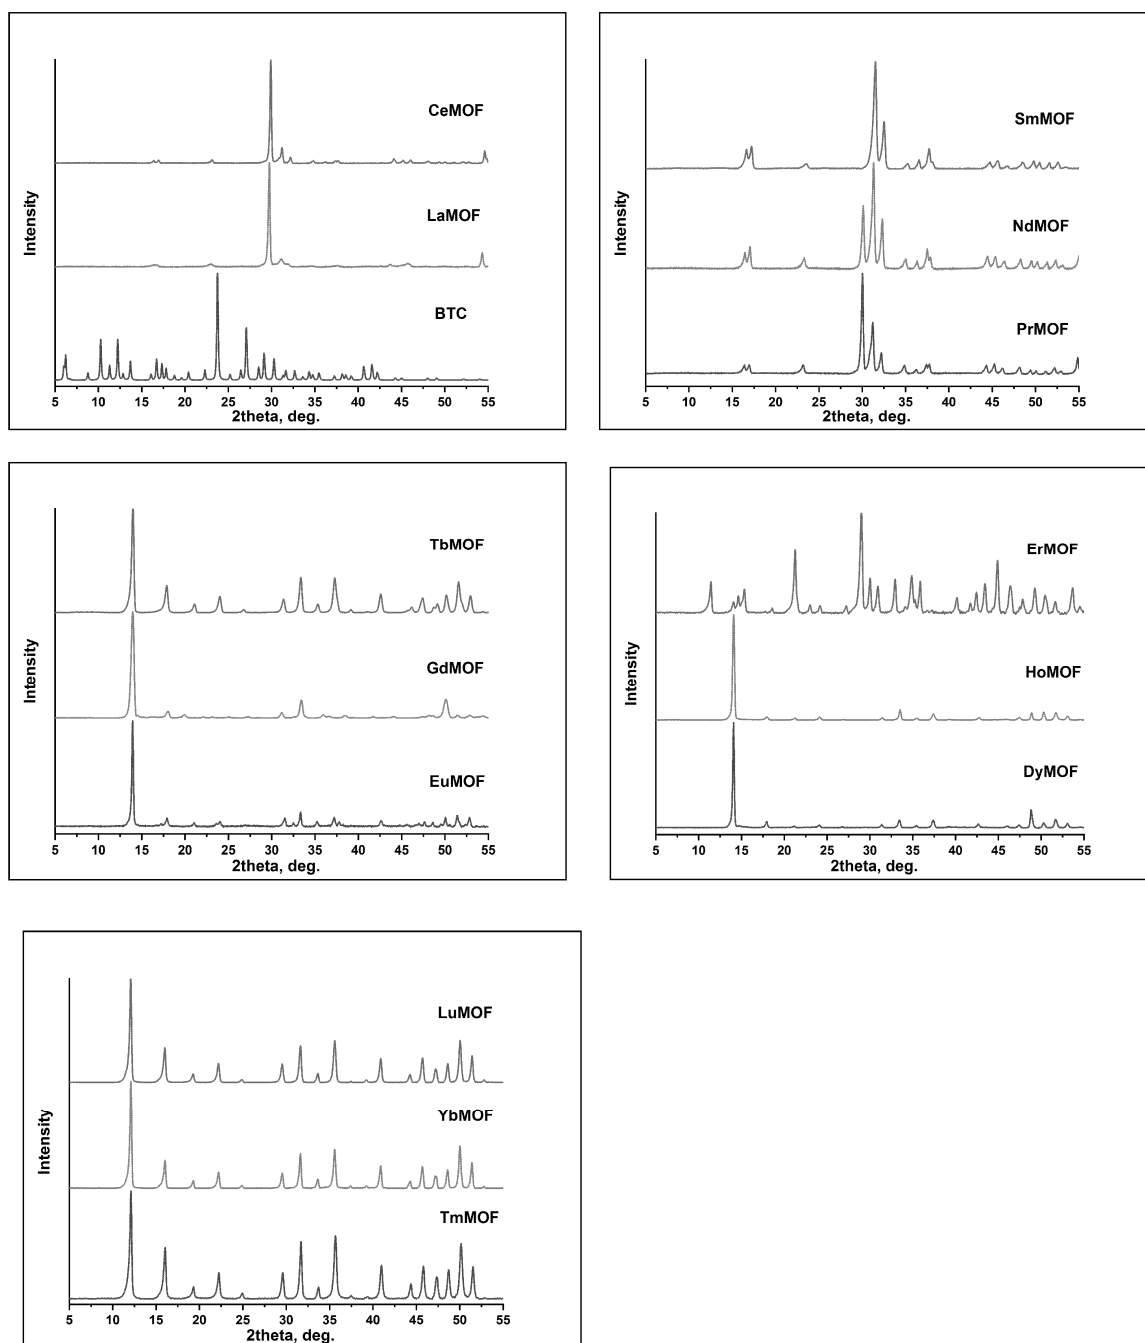 CeMOF
LaMOF
BTC
Intensity
5 10 15 20 25 30 35 40 45 50 55
2theta, deg.
SmMOF
NdMOF
PrMOF
Intensity
5 10 15 20 25 30 35 40 45 50 55
2theta, deg.
TbMOF
GdMOF
EuMOF
Intensity
5 10 15 20 25 30 35 40 45 50 55
2theta, deg.
ErMOF
HoMOF
DyMOF
Intensity
5 10 15 20 25 30 35 40 45 50 55
2theta, deg.
LuMOF
YbMOF
TmMOF
Intensity
5 10 15 20 25 30 35 40 45 50 55
2theta, deg.